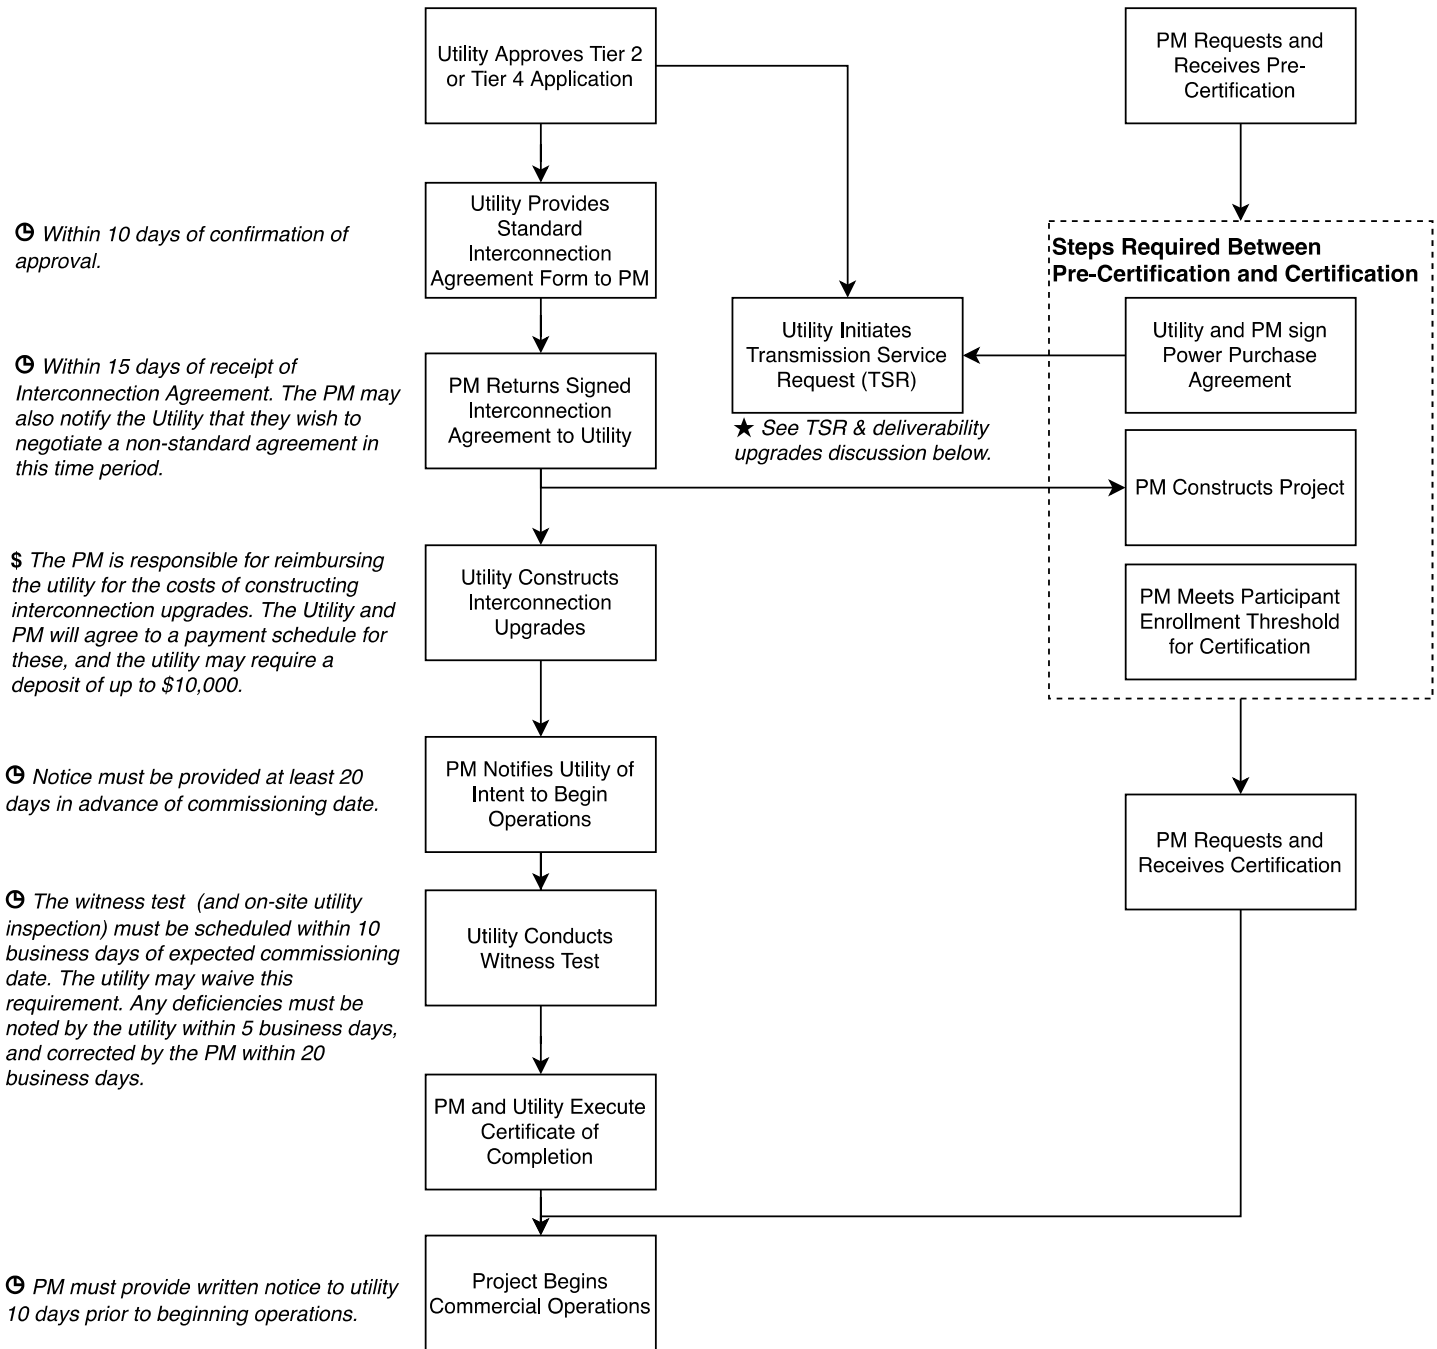 Utility Approves Tier 2
or Tier 4 Application
PM Requests and
Receives Pre-
Certification
Within 10 days of confirmation of
approval.
Utility Provides
Standard
Interconnection
Agreement Form to PM
Steps Required Between
Pre-Certification and Certification
Within 15 days of receipt of
Interconnection Agreement. The PM may
also notify the Utility that they wish to
negotiate a non-standard agreement in
this time period.
PM Returns Signed
Interconnection
Agreement to Utility
Utility Initiates
Transmission Service
Request (TSR)
★ See TSR & deliverability
upgrades discussion below.
Utility and PM sign
Power Purchase
Agreement
PM Constructs Project
$ The PM is responsible for reimbursing
the utility for the costs of constructing
interconnection upgrades. The Utility and
PM will agree to a payment schedule for
these, and the utility may require a
deposit of up to $10,000.
Utility Constructs
Interconnection
Upgrades
PM Meets Participant
Enrollment Threshold
for Certification
Notice must be provided at least 20
days in advance of commissioning date.
PM Notifies Utility of
Intent to Begin
Operations
PM Requests and
Receives Certification
The witness test (and on-site utility
inspection) must be scheduled within 10
business days of expected commissioning
date. The utility may waive this
requirement. Any deficiencies must be
noted by the utility within 5 business days,
and corrected by the PM within 20
business days.
Utility Conducts
Witness Test
PM and Utility Execute
Certificate of
Completion
PM must provide written notice to utility
10 days prior to beginning operations.
Project Begins
Commercial Operations